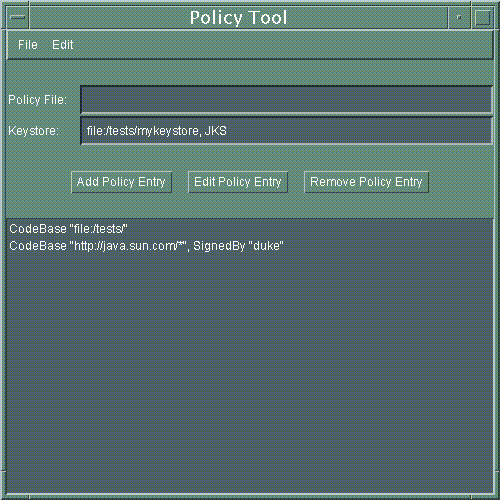 Policy Tool
File Edit
Policy File:
Keystore: file:/tests/mykeystore, JKS
Add Policy Entry Edit Policy Entry Remove Policy Entry
CodeBase "file:/tests/"
CodeBase "http://java.sun.com/*", SignedBy "duke"